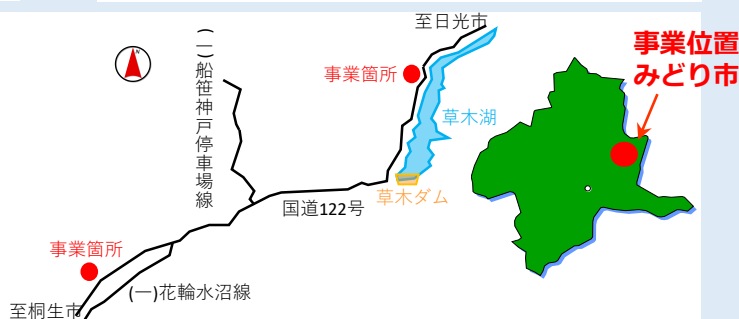 至日光市
事業箇所
(一)船笹神戸停車場線
草木湖
草木ダム
国道122号
事業箇所
(一)花輪水沼線
至桐生市
事業位置
みどり市